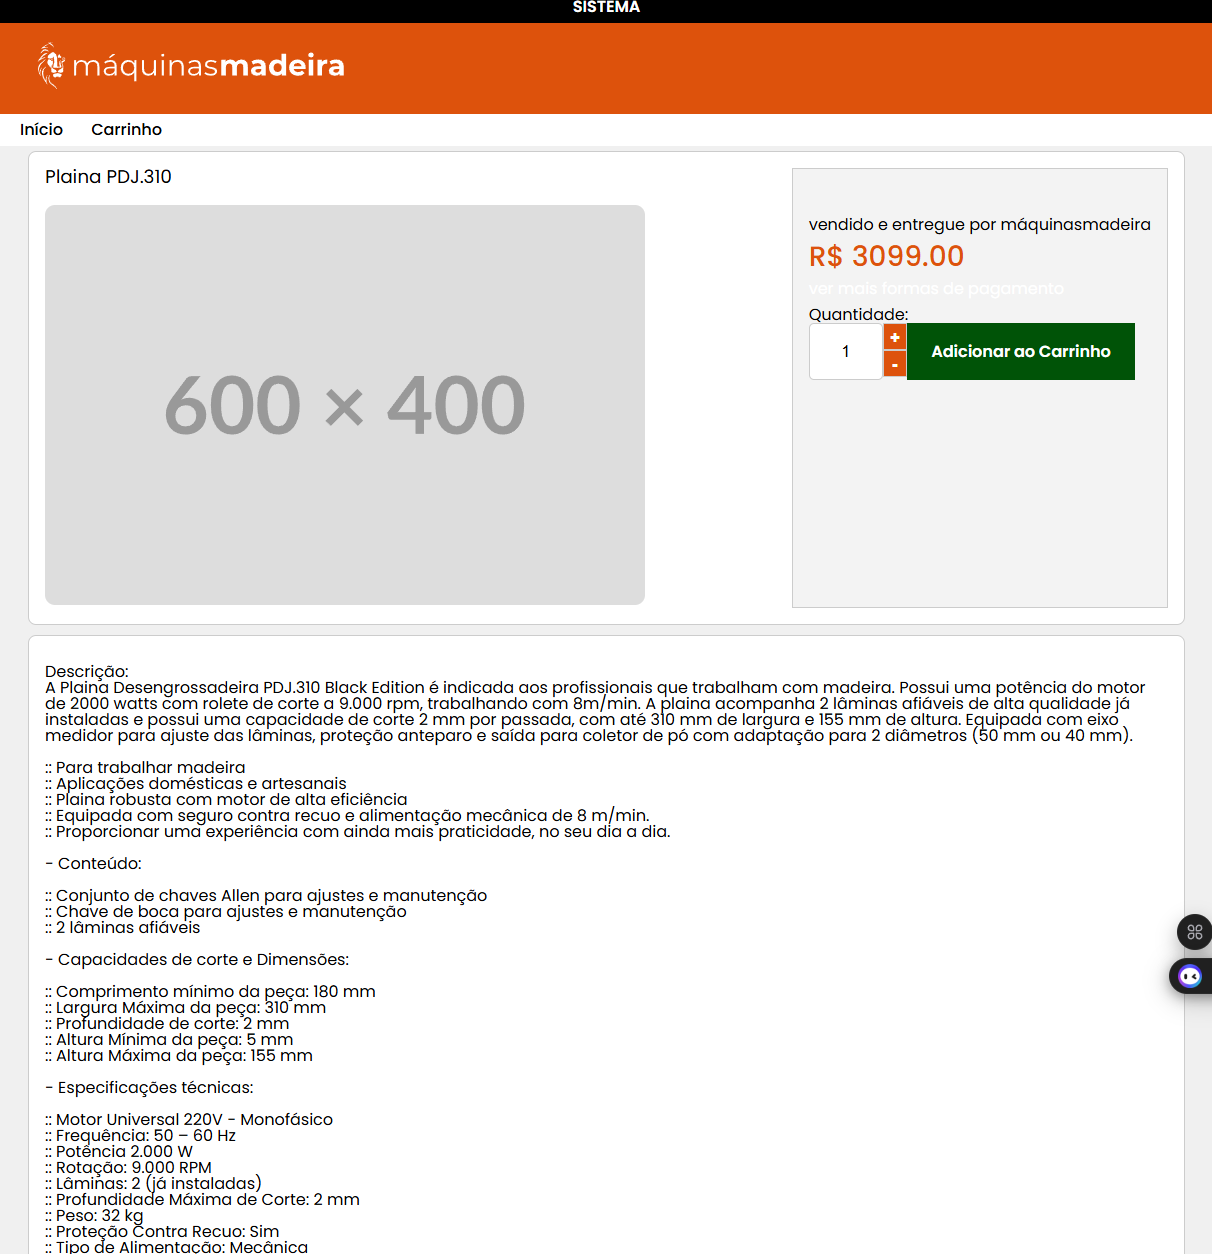 SISTEMA
máquinasmadeira
Início Carrinho
Plaina PDJ.310
600 × 400
vendido e entregue por máquinasmadeira
R$ 3099.00
ver mais formas de pagamento
Quantidade:
1
+
-
Adicionar ao Carrinho
Descrição:
A Plaina Desengrossadeira PDJ.310 Black Edition é indicada aos profissionais que trabalham com madeira. Possui uma potência do motor
de 2000 watts com rolete de corte a 9.000 rpm, trabalhando com 8m/min. A plaina acompanha 2 lâminas afiáveis de alta qualidade já
instaladas e possui uma capacidade de corte 2 mm por passada, com até 310 mm de largura e 155 mm de altura. Equipada com eixo
medidor para ajuste das lâminas, proteção anteparo e saída para coletor de pó com adaptação para 2 diâmetros (50 mm ou 40 mm).
:: Para trabalhar madeira
:: Aplicações domésticas e artesanais
:: Plaina robusta com motor de alta eficiência
:: Equipada com seguro contra recuo e alimentação mecânica de 8 m/min.
:: Proporcionar uma experiência com ainda mais praticidade, no seu dia a dia.
- Conteúdo:
:: Conjunto de chaves Allen para ajustes e manutenção
:: Chave de boca para ajustes e manutenção
:: 2 lâminas afiáveis
- Capacidades de corte e Dimensões:
:: Comprimento mínimo da peça: 180 mm
:: Largura Máxima da peça: 310 mm
:: Profundidade de corte: 2 mm
:: Altura Mínima da peça: 5 mm
:: Altura Máxima da peça: 155 mm
- Especificações técnicas:
:: Motor Universal 220V - Monofásico
:: Frequência: 50 – 60 Hz
:: Potência 2.000 W
:: Rotação: 9.000 RPM
:: Lâminas: 2 (já instaladas)
:: Profundidade Máxima de Corte: 2 mm
:: Peso: 32 kg
:: Proteção Contra Recuo: Sim
:: Tipo de Alimentação: Mecânica